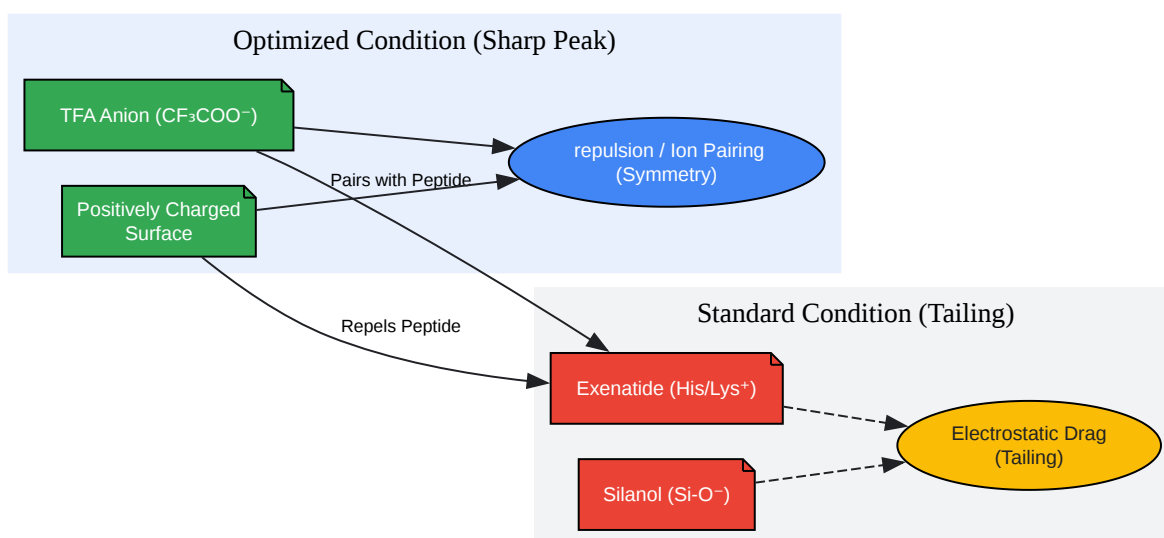 Optimized Condition (Sharp Peak)
TFA Anion (CF₃COO⁻)
repulsion / Ion Pairing
(Symmetry)
Pairs with Peptide
Positively Charged
Surface
Repels Peptide
Standard Condition (Tailing)
Exenatide (His/Lys⁺)
Electrostatic Drag
(Tailing)
Silanol (Si-O⁻)